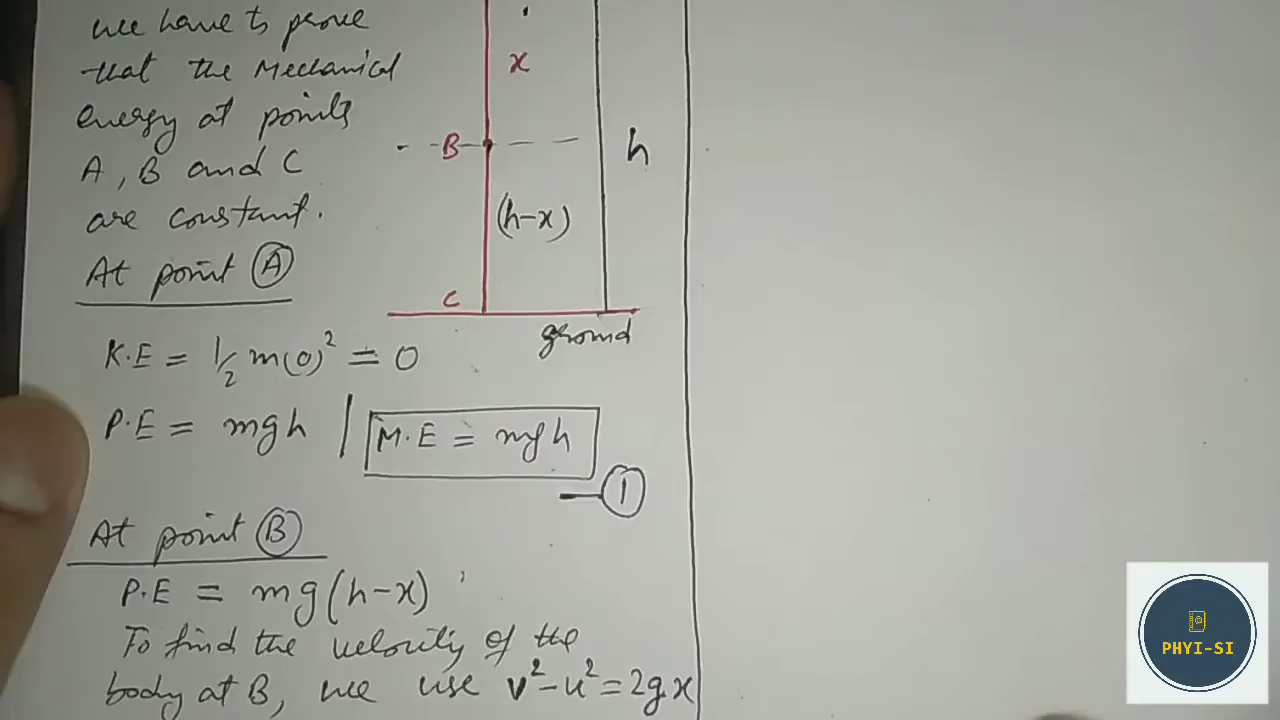 we have to prove
that the Mechanical
energy at points
A, B and C
are constant.
x
B
h
(h-x)
C
ground
At point A
K.E = 1/2 m(0)² = 0
P.E = mgh | M.E = mgh
1
At point B
P.E = mg(h-x)
To find the velocity of the
body at B, we use v²-u²=2gx
PHYI-SI